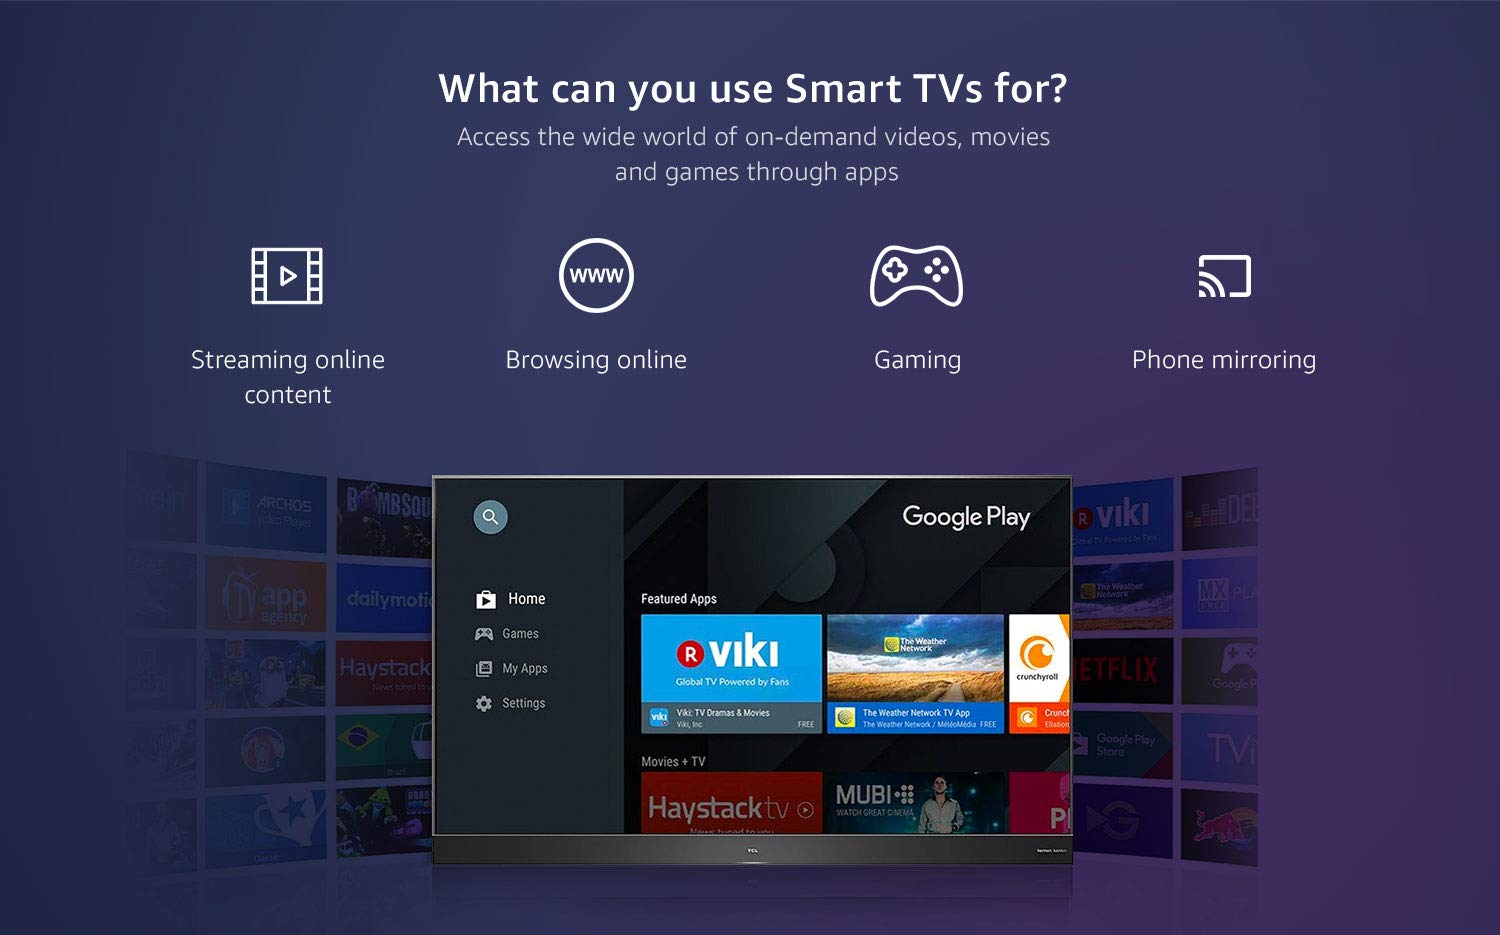 What can you use Smart TVs for?
Access the wide world of on-demand videos, movies
and games through apps
www
Streaming online
content
Browsing online
Gaming
Phone mirroring
ARCHOS
Video Player
B MBSQU
app
agency
dailymoti
Haystack
News tuned to y
Brazil
Google Play
Home
Games
My Apps
Settings
Featured Apps
R viki
Global TV Powered by Fans
viki
Viki: TV Dramas & Movies
Viki, Inc
FREE
The Weather
Network
The Weather Network TV App
The Weather Network / MétéoMédia FREE
crunchyroll
Crunch
Ellation
Movies + TV
Haystack tv
News tuned to you
MUBI
WATCH GREAT CINEMA
P
TCL
harman kardon
R viki
Global TV Powered by Fans
DEE
The Weather
Network
MX
FREE
PLA
ETFLIX
Google P
Google Play
Store
TVi
G